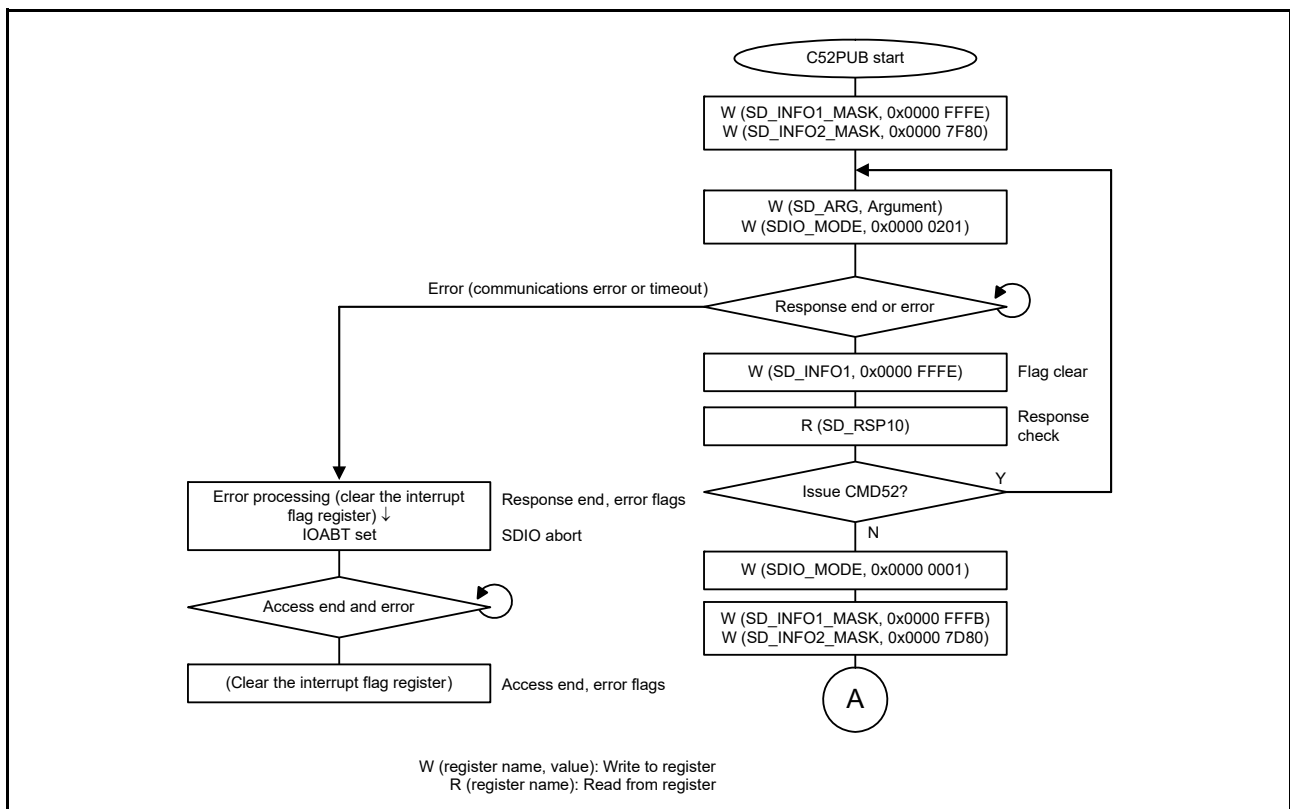 C52PUB start
W (SD_INFO1_MASK, 0x0000 FFFE)
W (SD_INFO2_MASK, 0x0000 7F80)
W (SD_ARG, Argument)
W (SDIO_MODE, 0x0000 0201)
Error (communications error or timeout)
Response end or error
W (SD_INFO1, 0x0000 FFFE)
Flag clear
R (SD_RSP10)
Response
check
Issue CMD52?
Y
N
Error processing (clear the interrupt
flag register) ↓
IOABT set
Response end, error flags
SDIO abort
W (SDIO_MODE, 0x0000 0001)
Access end and error
W (SD_INFO1_MASK, 0x0000 FFFB)
W (SD_INFO2_MASK, 0x0000 7D80)
(Clear the interrupt flag register)
Access end, error flags
A
W (register name, value): Write to register
R (register name): Read from register